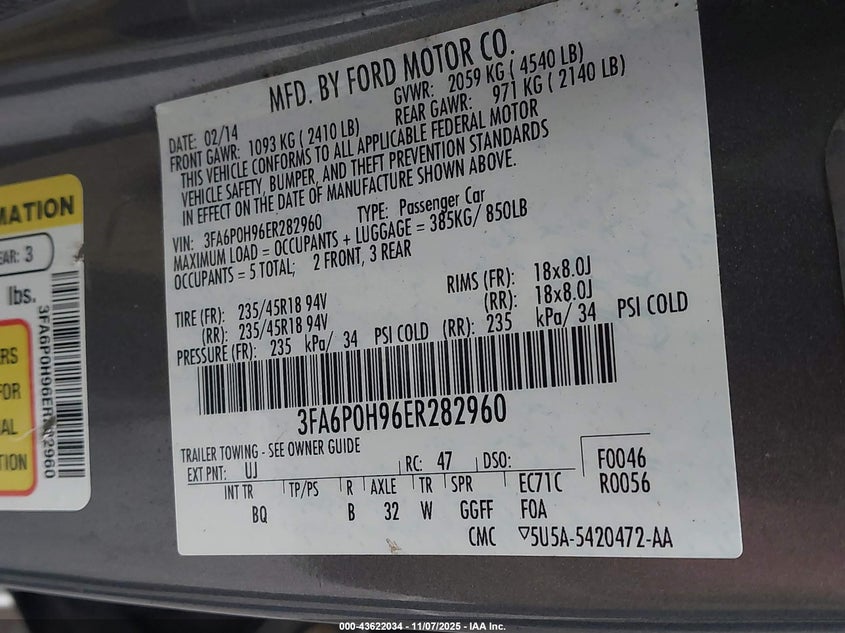 MFD. BY FORD MOTOR CO.
DATE: 02/14 GVWR: 2059 KG ( 4540 LB)
FRONT GAWR: 1093 KG ( 2410 LB) REAR GAWR: 971 KG ( 2140 LB)
THIS VEHICLE CONFORMS TO ALL APPLICABLE FEDERAL MOTOR
VEHICLE SAFETY, BUMPER, AND THEFT PREVENTION STANDARDS
IN EFFECT ON THE DATE OF MANUFACTURE SHOWN ABOVE.
VIN: 3FA6P0H96ER282960 TYPE: Passenger Car
MAXIMUM LOAD = OCCUPANTS + LUGGAGE = 385KG/ 850LB
OCCUPANTS = 5 TOTAL; 2 FRONT, 3 REAR
TIRE (FR): 235/45R18 94V RIMS (FR): 18x8.0J
(RR): 235/45R18 94V (RR): 18x8.0J
PRESSURE (FR): 235 kPa/ 34 PSI COLD (RR): 235 kPa/ 34 PSI COLD
3FA6P0H96ER282960
TRAILER TOWING - SEE OWNER GUIDE
EXT PNT: UJ RC: 47 DSO: F0046
INT TR TP/PS R AXLE TR SPR EC71C R0056
BQ B 32 W GGFF F0A
CMC ▽5U5A-5420472-AA
MATION
EAR: 3
lbs.
ERS
FOR
AL
TION
3FA6P0H96ER282960
000-43622034 - 11/07/2025 - IAA Inc.